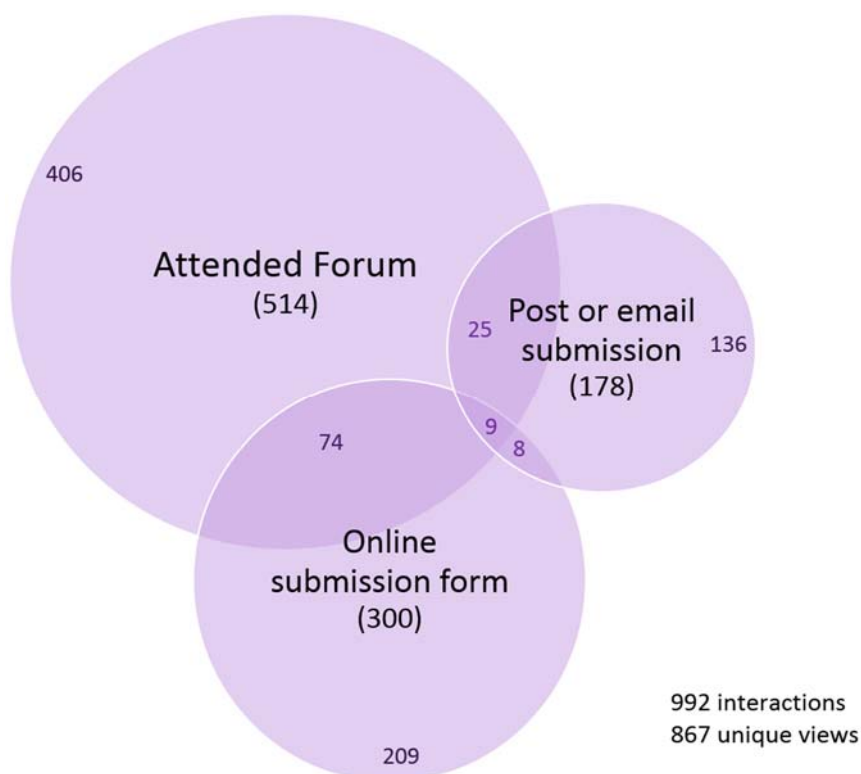 406
Attended Forum
(514)
25
Post or email
submission
(178)
136
9
8
74
Online
submission form
(300)
209
992 interactions
867 unique views